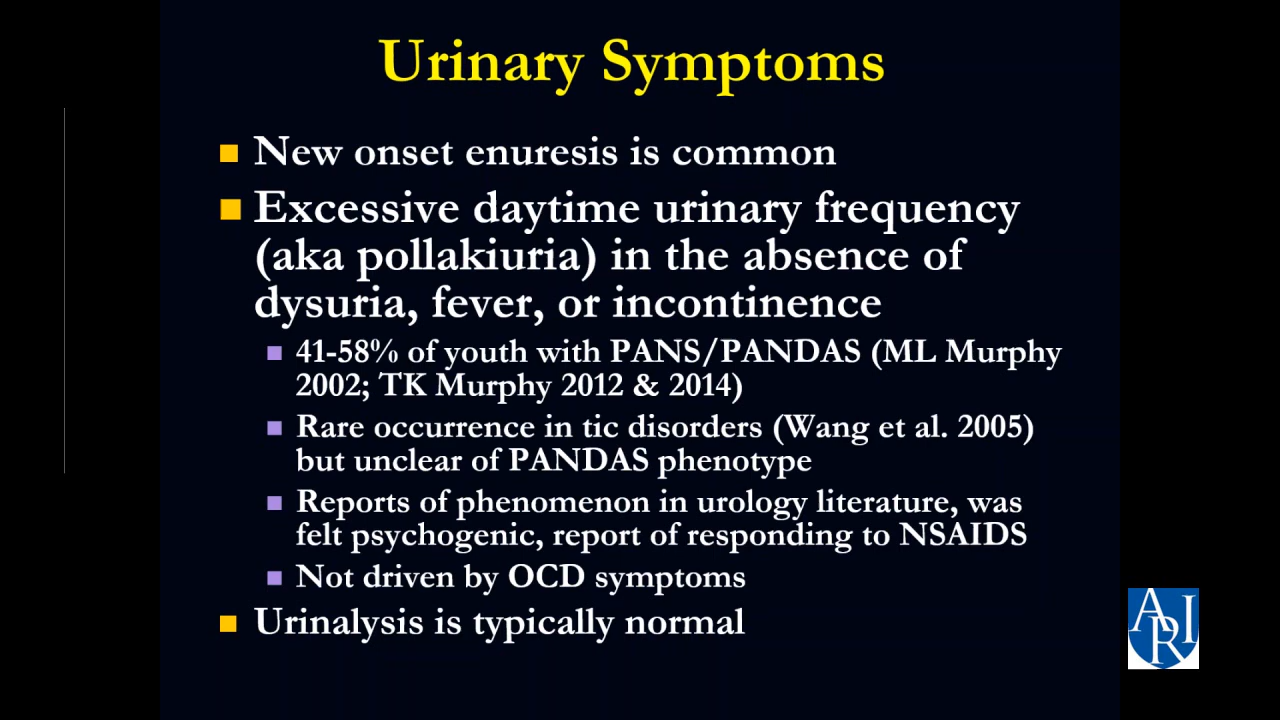 Urinary Symptoms
New onset enuresis is common
Excessive daytime urinary frequency
(aka pollakiuria) in the absence of
dysuria, fever, or incontinence
41-58% of youth with PANS/PANDAS (ML Murphy
2002; TK Murphy 2012 & 2014)
Rare occurrence in tic disorders (Wang et al. 2005)
but unclear of PANDAS phenotype
Reports of phenomenon in urology literature, was
felt psychogenic, report of responding to NSAIDS
Not driven by OCD symptoms
Urinalysis is typically normal
ARI